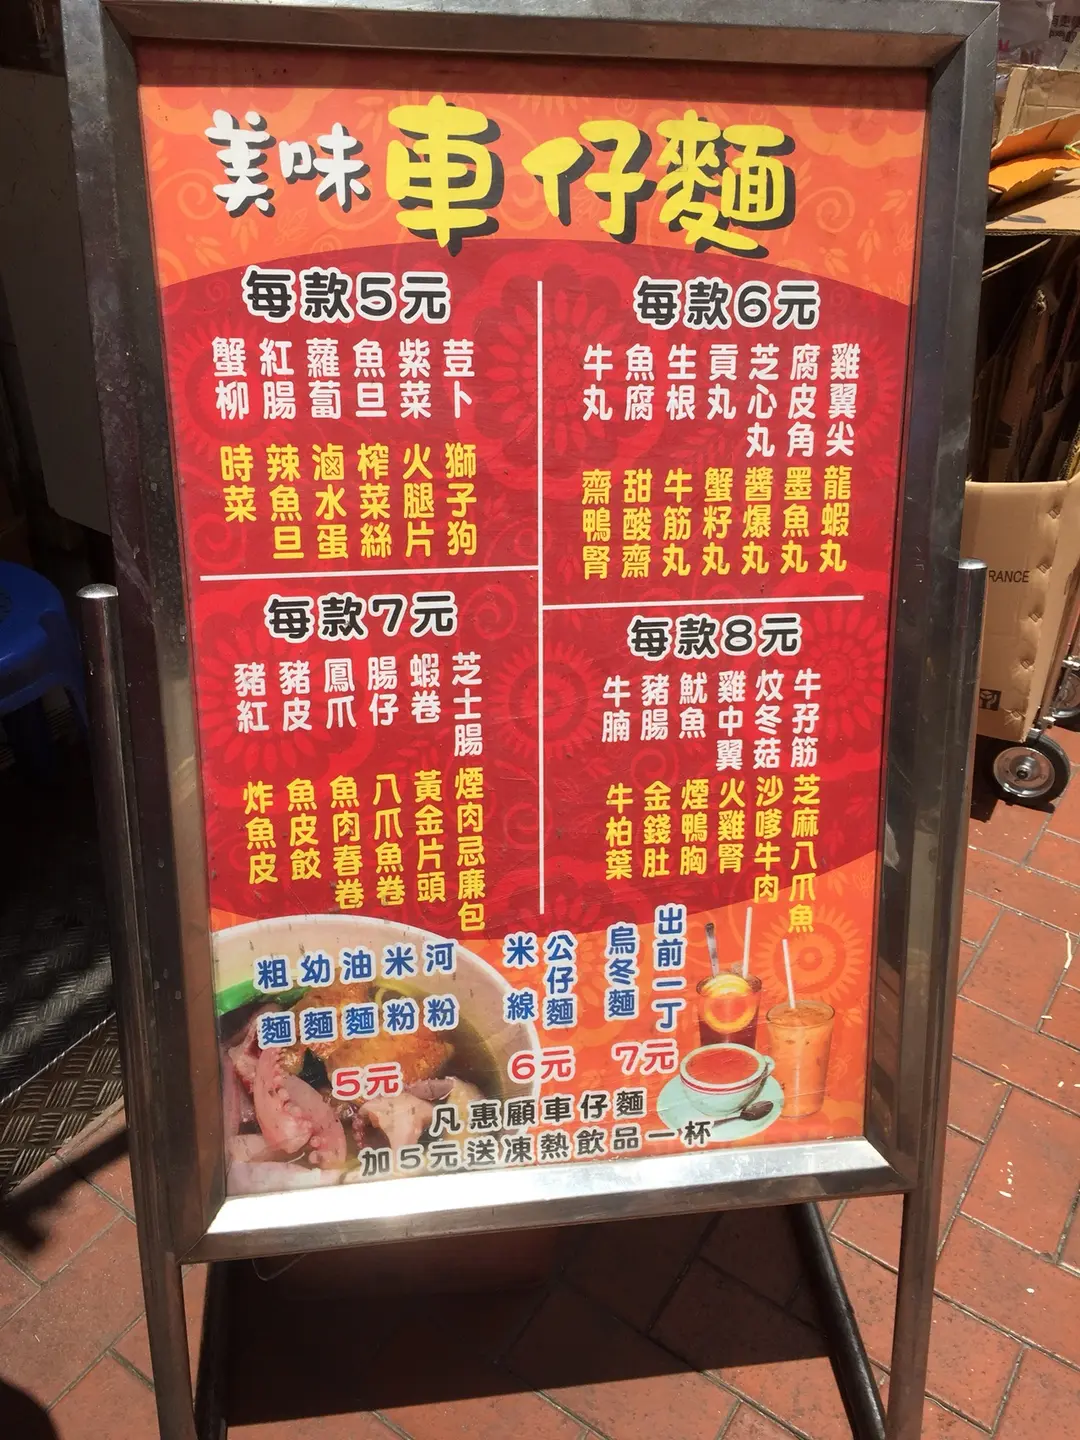 美味車仔麵
每款5元
蟹柳
紅腸
蘿蔔
魚旦
紫菜
荳卜
時菜
辣魚旦
滷水蛋
榨菜絲
火腿片
獅子狗
每款6元
牛丸
魚腐
生根
貢丸
芝心丸
腐皮角
雞翼尖
齋鴨腎
甜酸齋
牛筋丸
蟹籽丸
醬爆丸
墨魚丸
龍蝦丸
每款7元
豬紅
豬皮
鳳爪
腸仔
蝦卷
芝士腸
炸魚皮
魚皮餃
魚肉春卷
八爪魚卷
黃金片頭
煙肉忌廉包
每款8元
牛腩
豬腸
魷魚
雞中翼
炆冬菇
牛孖筋
牛柏葉
金錢肚
煙鴨胸
火雞腎
沙嗲牛肉
芝麻八爪魚
粗麵
幼麵
油麵
米粉
河粉
5元
米線
公仔麵
6元
烏冬麵
出前一丁
7元
凡惠顧車仔麵
加5元送凍熱飲品一杯
RANCE